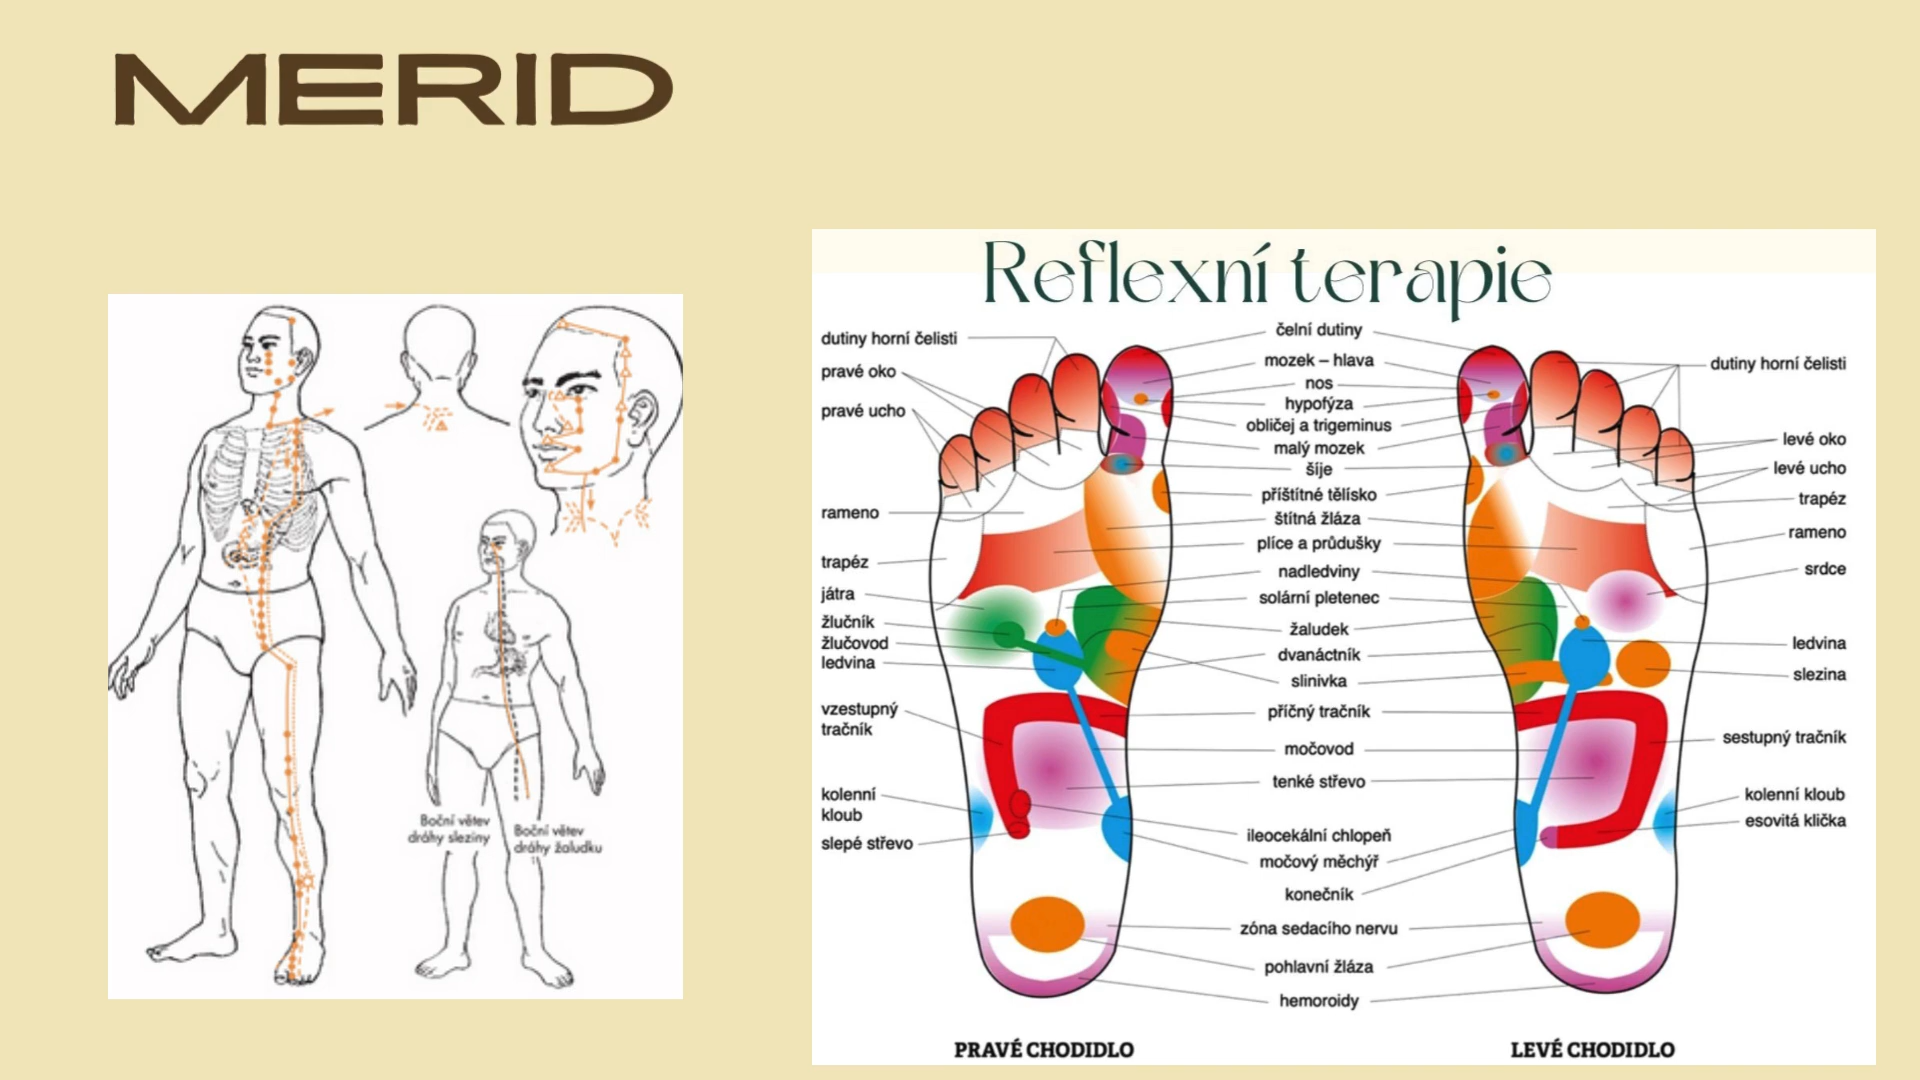 MERID
Boční větev
dráhy sleziny
Boční větev
dráhy žaludku
Reflexní terapie
dutiny horní čelisti
pravé oko
pravé ucho
rameno
trapéz
játra
žlučník
žlučovod
ledvina
vzestupný
tračník
kolenní
kloub
slepé střevo
čelní dutiny
mozek – hlava
nos
hypofýza
obličej a trigeminus
malý mozek
šíje
příštítné tělísko
štítná žláza
plíce a průdušky
nadledviny
solární pletenec
žaludek
dvanáctník
slinivka
příčný tračník
močovod
tenké střevo
ileocekální chlopeň
močový měchýř
konečník
zóna sedacího nervu
pohlavní žláza
hemoroidy
dutiny horní čelisti
levé oko
levé ucho
trapéz
rameno
srdce
ledvina
slezina
sestupný tračník
kolenní kloub
esovitá klička
PRAVÉ CHODIDLO
LEVÉ CHODIDLO